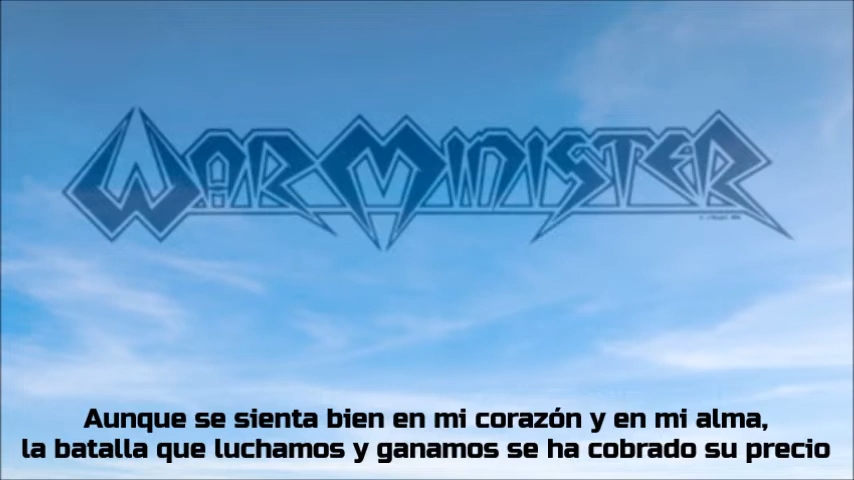 WAR MINISTER
Aunque se sienta bien en mi corazón y en mi alma,
la batalla que luchamos y ganamos se ha cobrado su precio